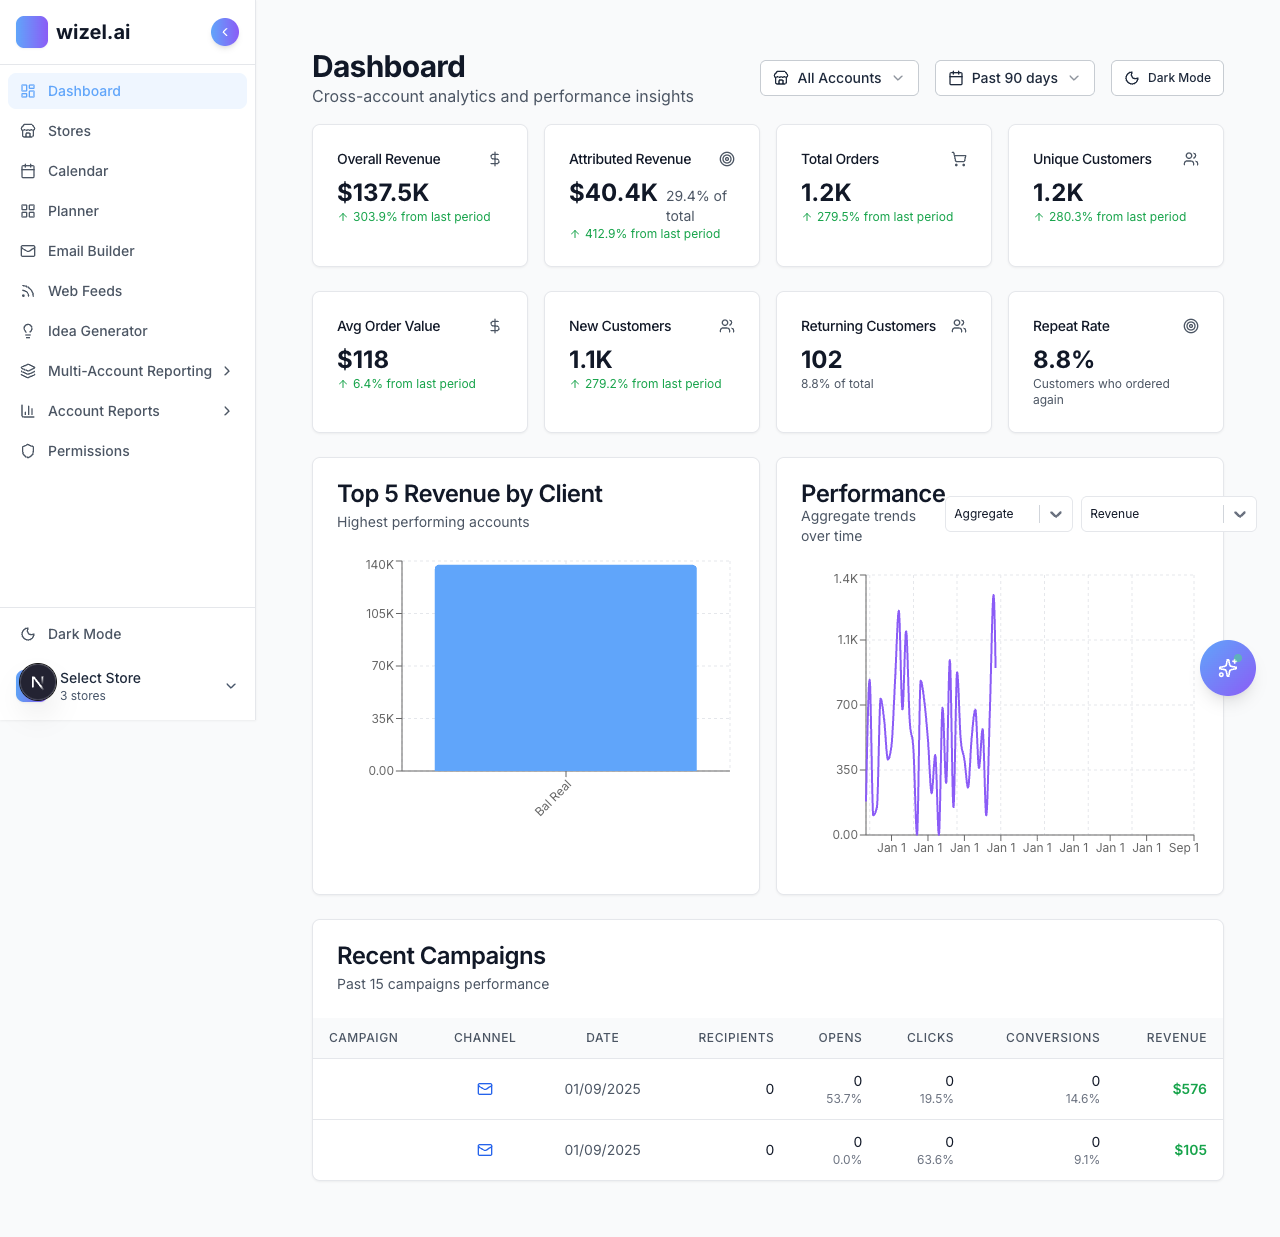 wizel.ai
Dashboard
Stores
Calendar
Planner
Email Builder
Web Feeds
Idea Generator
Multi-Account Reporting
Account Reports
Permissions
Dark Mode
N
Select Store
3 stores
Dashboard
Cross-account analytics and performance insights
All Accounts
Past 90 days
Dark Mode
Overall Revenue
$137.5K
↑ 303.9% from last period
Attributed Revenue
$40.4K 29.4% of
total
↑ 412.9% from last period
Total Orders
1.2K
↑ 279.5% from last period
Unique Customers
1.2K
↑ 280.3% from last period
Avg Order Value
$118
↑ 6.4% from last period
New Customers
1.1K
↑ 279.2% from last period
Returning Customers
102
8.8% of total
Repeat Rate
8.8%
Customers who ordered
again
Top 5 Revenue by Client
Highest performing accounts
140K
105K
70K
35K
0.00
Bal Real
Performance
Aggregate trends
over time
Aggregate
Revenue
1.4K
1.1K
700
350
0.00
Jan 1 Jan 1 Jan 1 Jan 1 Jan 1 Jan 1 Jan 1 Jan 1 Sep 1
Recent Campaigns
Past 15 campaigns performance
CAMPAIGN CHANNEL DATE RECIPIENTS OPENS CLICKS CONVERSIONS REVENUE
01/09/2025 0 0 0 0 $576
53.7% 19.5% 14.6%
01/09/2025 0 0 0 0 $105
0.0% 63.6% 9.1%